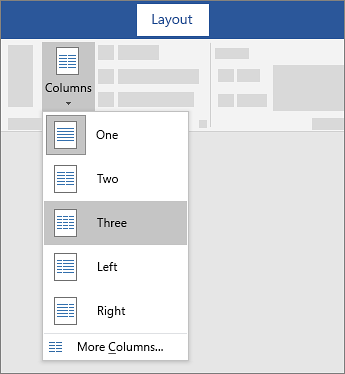 Layout
Columns
One
Two
Three
Left
Right
More Columns...